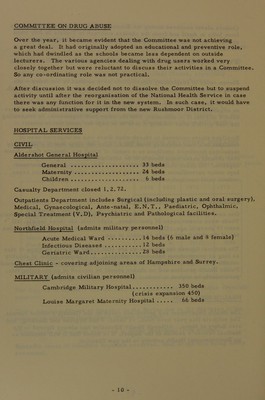 COMMITTEE ON DRUG ABUSE
Over the year, it became evident that the Committee was not achieving
a great deal. It had originally adopted an educational and preventive role,
which had dwindled as the schools became less dependent on outside
lecturers. The various agencies dealing with drug users worked very
closely together but were reluctant to discuss their activities in a Committee.
So any co-ordinating role was not practical.
After discussion it was decided not to dissolve the Committee but to suspend
activity until after the reorganisation of the National Health Service in case
there was any function for it in the new system. In such case, it would have
to seek administrative support from the new Rushmoor District.
HOSPITAL SERVICES
CIVIL
Aldershot General Hospital
General .................... 33 beds
Maternity .................. 24 beds
Children ................... 6 beds
Casualty Department closed 1.2.72.
Outpatients Department includes Surgical (including plastic and oral surgery),
Medical, Gynaecological, Ante-natal, E.N.T., Paediatric, Ophthalmic,
Special Treatment (V.D), Psychiatric and Pathological facilities.
Northfield Hospital (admits military personnel)
Acute Medical Ward .......... 14 beds (6 male and 8 female)
Infectious Diseases .......... 12 beds
Geriatric Ward .............. 28 beds
Chest Clinic - covering adjoining areas of Hampshire and Surrey.
MILITARY (admits civilian personnel)
Cambridge Military Hospital ............ 350 beds
(crisis expansion 450)
Louise Margaret Maternity Hospital ..... 66 beds
- 10 -